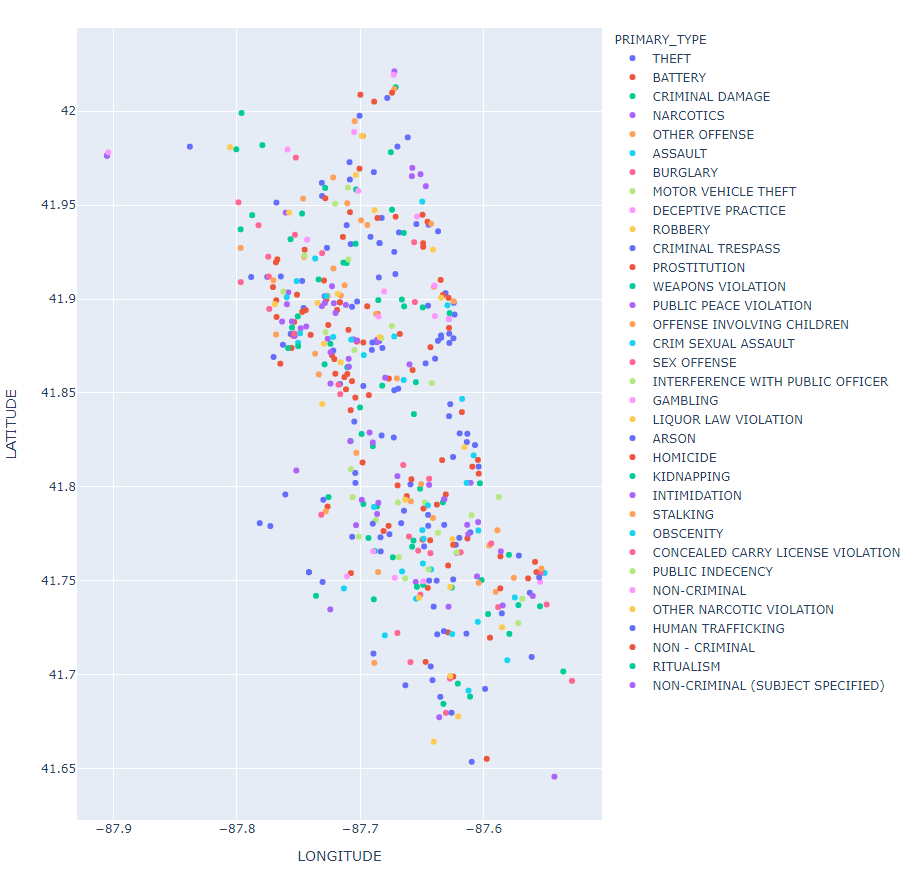 PRIMARY_TYPE
THEFT
BATTERY
CRIMINAL DAMAGE
NARCOTICS
OTHER OFFENSE
ASSAULT
BURGLARY
MOTOR VEHICLE THEFT
DECEPTIVE PRACTICE
ROBBERY
CRIMINAL TRESPASS
PROSTITUTION
WEAPONS VIOLATION
PUBLIC PEACE VIOLATION
OFFENSE INVOLVING CHILDREN
CRIM SEXUAL ASSAULT
SEX OFFENSE
INTERFERENCE WITH PUBLIC OFFICER
GAMBLING
LIQUOR LAW VIOLATION
ARSON
HOMICIDE
KIDNAPPING
INTIMIDATION
STALKING
OBSCENITY
CONCEALED CARRY LICENSE VIOLATION
PUBLIC INDECENCY
NON-CRIMINAL
OTHER NARCOTIC VIOLATION
HUMAN TRAFFICKING
NON - CRIMINAL
RITUALISM
NON-CRIMINAL (SUBJECT SPECIFIED)
42
41.95
41.9
41.85
41.8
41.75
41.7
41.65
LATITUDE
−87.9
−87.8
−87.7
−87.6
LONGITUDE